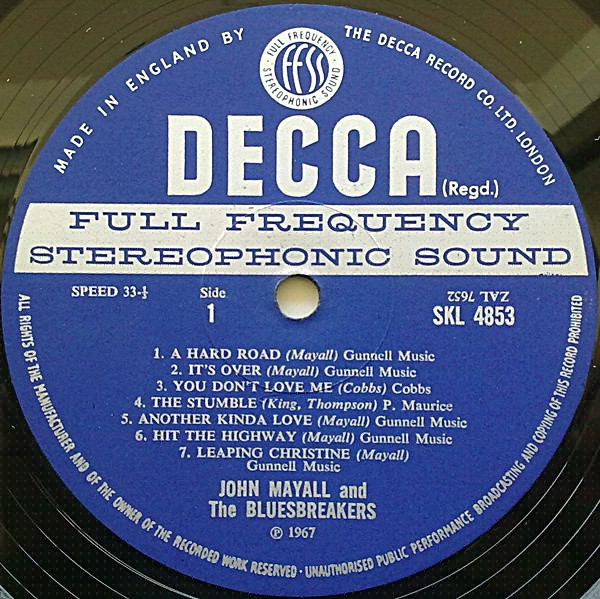 MADE IN ENGLAND BY
THE DECCA RECORD CO. LTD. LONDON
FULL FREQUENCY
ffss
STEREOPHONIC SOUND
DECCA
(Regd.)
FULL FREQUENCY
STEREOPHONIC SOUND
SPEED 33-⅓
Side
1
ZAL 7652
SKL 4853
1. A HARD ROAD (Mayall) Gunnell Music
2. IT'S OVER (Mayall) Gunnell Music
3. YOU DON'T LOVE ME (Cobbs) Cobbs
4. THE STUMBLE (King, Thompson) P. Maurice
5. ANOTHER KINDA LOVE (Mayall) Gunnell Music
6. HIT THE HIGHWAY (Mayall) Gunnell Music
7. LEAPING CHRISTINE (Mayall)
Gunnell Music
JOHN MAYALL and
The BLUESBREAKERS
℗ 1967
ALL RIGHTS OF THE MANUFACTURER AND OF THE OWNER OF THE RECORDED WORK RESERVED · UNAUTHORISED PUBLIC PERFORMANCE BROADCASTING AND COPYING OF THIS RECORD PROHIBITED